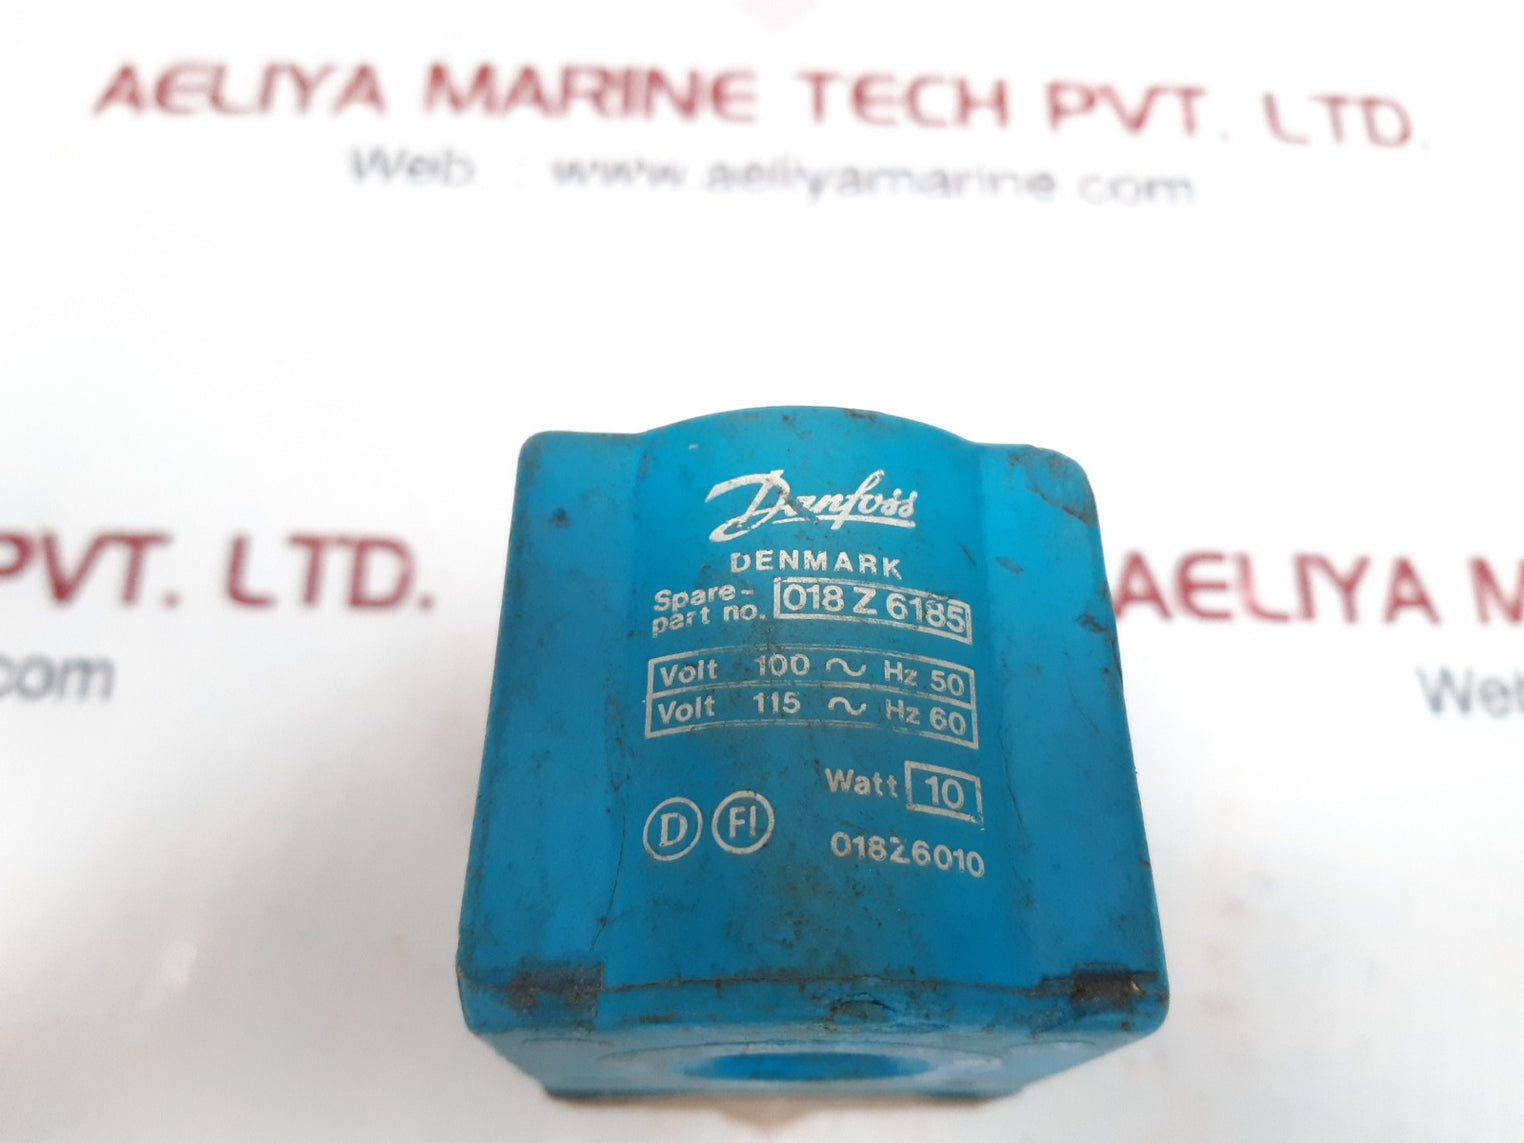 AELIYA MARINE TECH PVT. LTD.
Web. : www.aeliyamarine.com
PVT. LTD.
com
AELIYA M
Web
Danfoss
DENMARK
Spare-
part no. 018 Z 6185
Volt 100 ~ Hz 50
Volt 115 ~ Hz 60
Watt 10
D FI
018Z6010